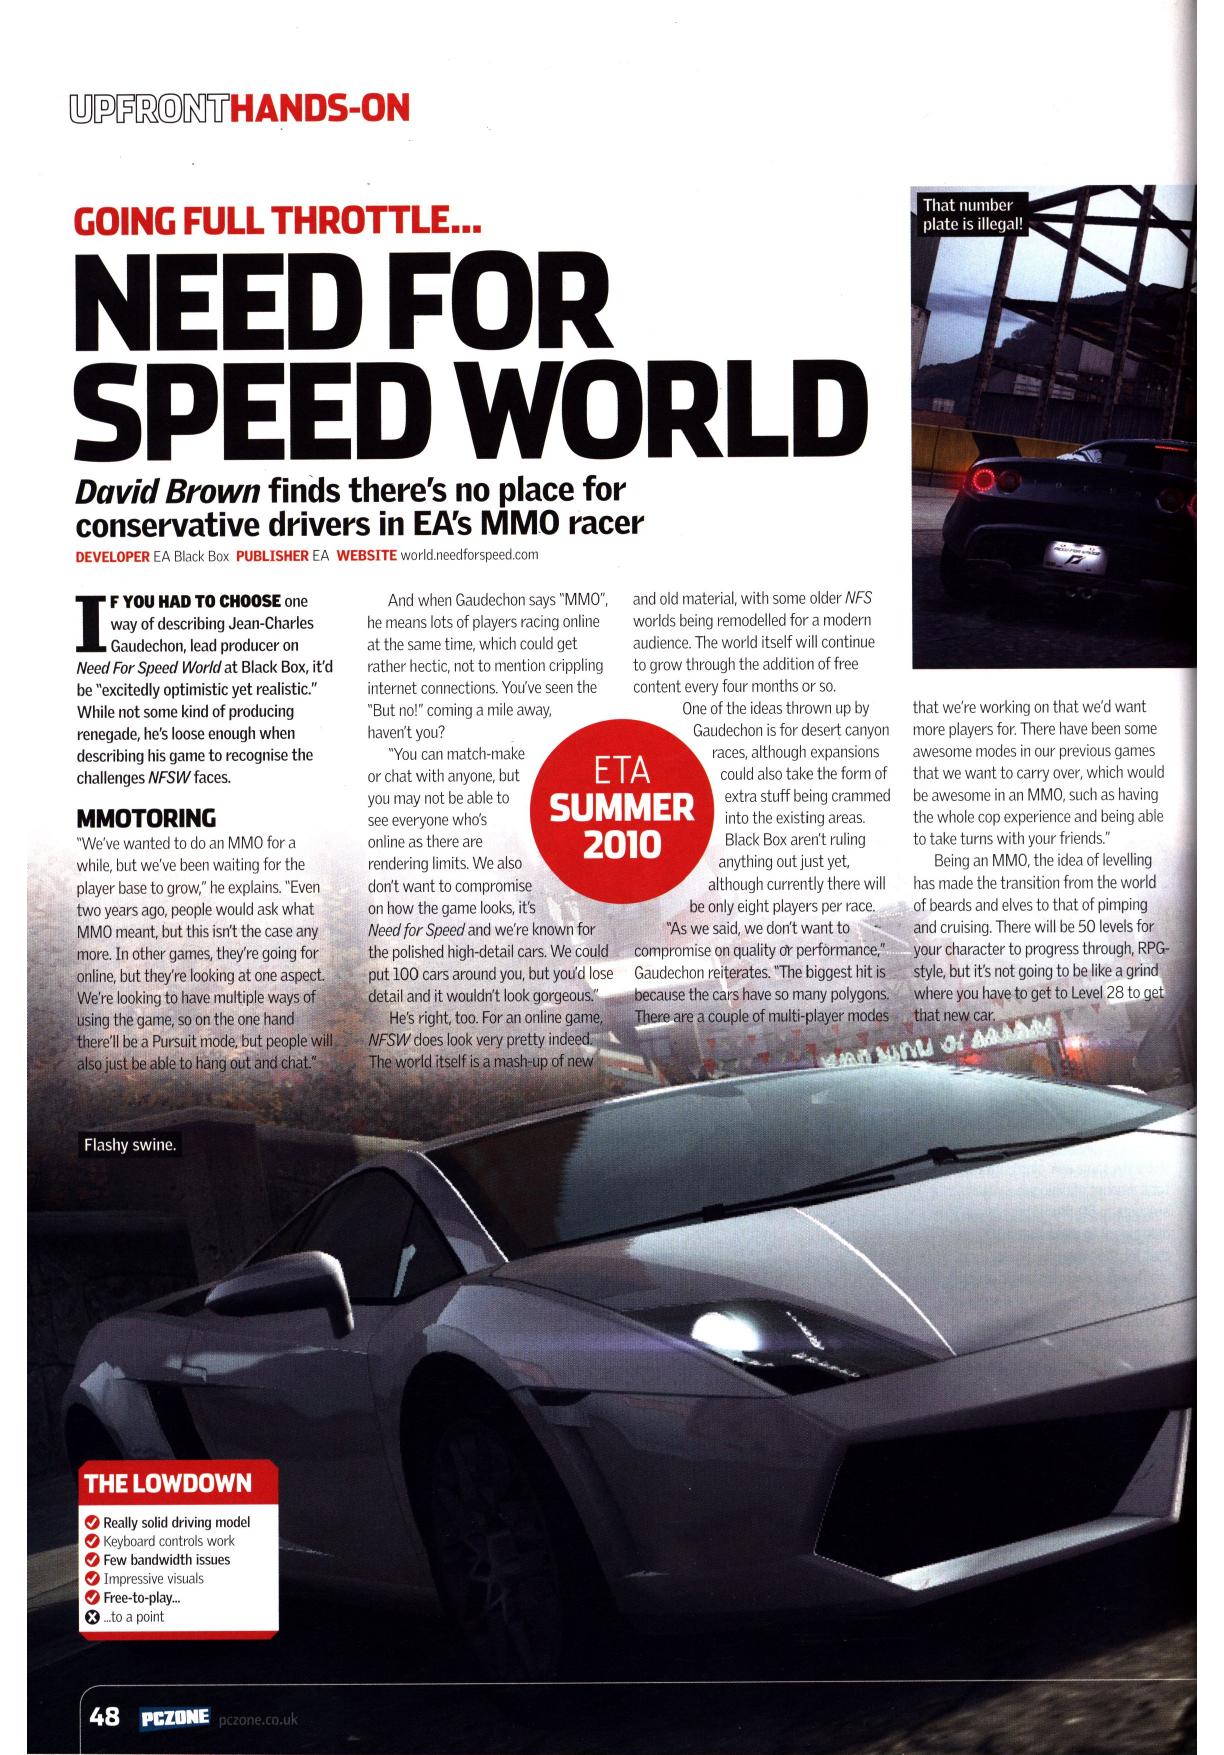 UPFRONTHANDS-ON
GOING FULL THROTTLE...
NEED FOR
SPEED WORLD
David Brown finds there's no place for
conservative drivers in EA's MMO racer
DEVELOPER EA Black Box PUBLISHER EA WEBSITE world.needforspeed.com
IF YOU HAD TO CHOOSE one
way of describing Jean-Charles
Gaudechon, lead producer on
Need For Speed World at Black Box, it'd
be "excitedly optimistic yet realistic."
While not some kind of producing
renegade, he's loose enough when
describing his game to recognise the
challenges NFSW faces.
MMOTORING
"We've wanted to do an MMO for a
while, but we've been waiting for the
player base to grow," he explains. "Even
two years ago, people would ask what
MMO meant, but this isn't the case any
more. In other games, they're going for
online, but they're looking at one aspect.
We're looking to have multiple ways of
using the game, so on the one hand
there'll be a Pursuit mode, but people will
also just be able to hang out and chat."
And when Gaudechon says "MMO",
he means lots of players racing online
at the same time, which could get
rather hectic, not to mention crippling
internet connections. You've seen the
"But no!" coming a mile away,
haven't you?
"You can match-make
or chat with anyone, but
you may not be able to
see everyone who's
online as there are
rendering limits. We also
don't want to compromise
on how the game looks, it's
Need for Speed and we're known for
the polished high-detail cars. We could
put 100 cars around you, but you'd lose
detail and it wouldn't look gorgeous."
He's right, too. For an online game,
NFSW does look very pretty indeed.
The world itself is a mash-up of new
ETA
SUMMER
2010
and old material, with some older NFS
worlds being remodelled for a modern
audience. The world itself will continue
to grow through the addition of free
content every four months or so.
One of the ideas thrown up by
Gaudechon is for desert canyon
races, although expansions
could also take the form of
extra stuff being crammed
into the existing areas.
Black Box aren't ruling
anything out just yet,
although currently there will
be only eight players per race.
"As we said, we don't want to
compromise on quality or performance,"
Gaudechon reiterates. "The biggest hit is
because the cars have so many polygons.
There are a couple of multi-player modes
That number
plate is illegal!
NEED FOR SPEED
that we're working on that we'd want
more players for. There have been some
awesome modes in our previous games
that we want to carry over, which would
be awesome in an MMO, such as having
the whole cop experience and being able
to take turns with your friends."
Being an MMO, the idea of levelling
has made the transition from the world
of beards and elves to that of pimping
and cruising. There will be 50 levels for
your character to progress through, RPG-
style, but it's not going to be like a grind
where you have to get to Level 28 to get
that new car.
Flashy swine.
THE LOWDOWN
Really solid driving model
Keyboard controls work
Few bandwidth issues
Impressive visuals
Free-to-play...
...to a point
48 PCZONE pczone.co.uk